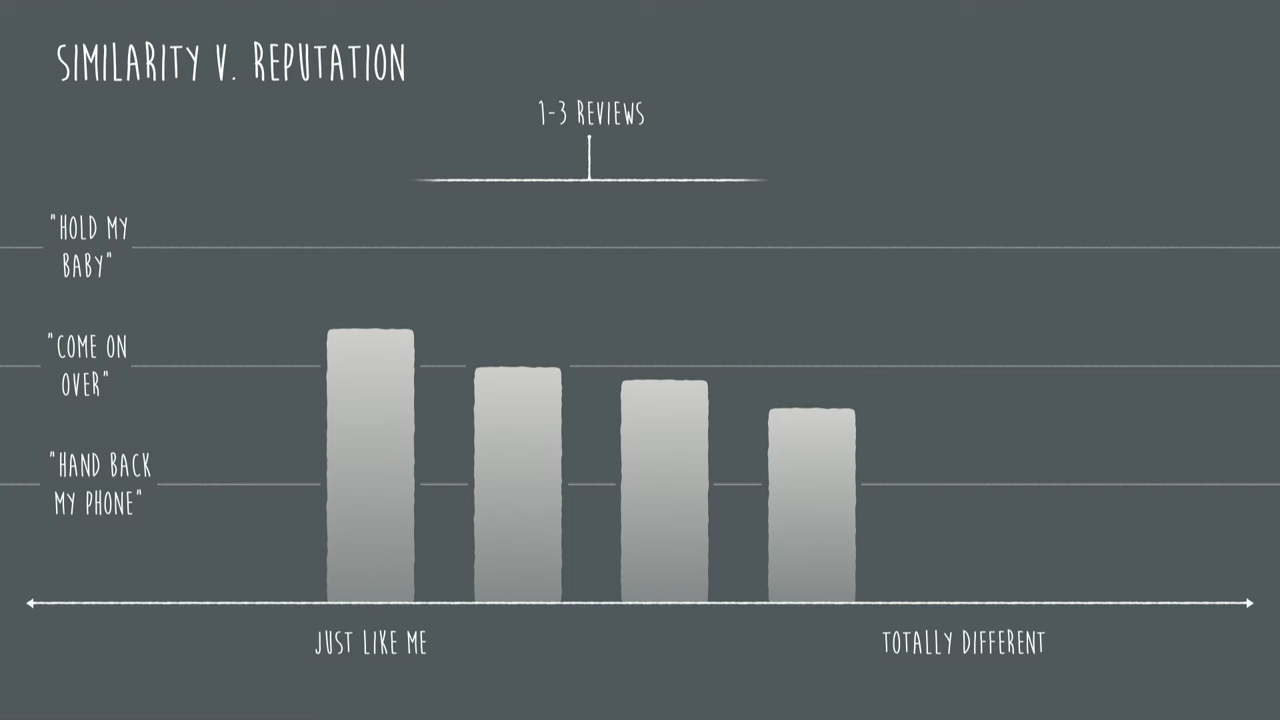 SIMILARITY V. REPUTATION
1-3 REVIEWS
"HOLD MY
BABY"
"COME ON
OVER"
"HAND BACK
MY PHONE"
JUST LIKE ME
TOTALLY DIFFERENT